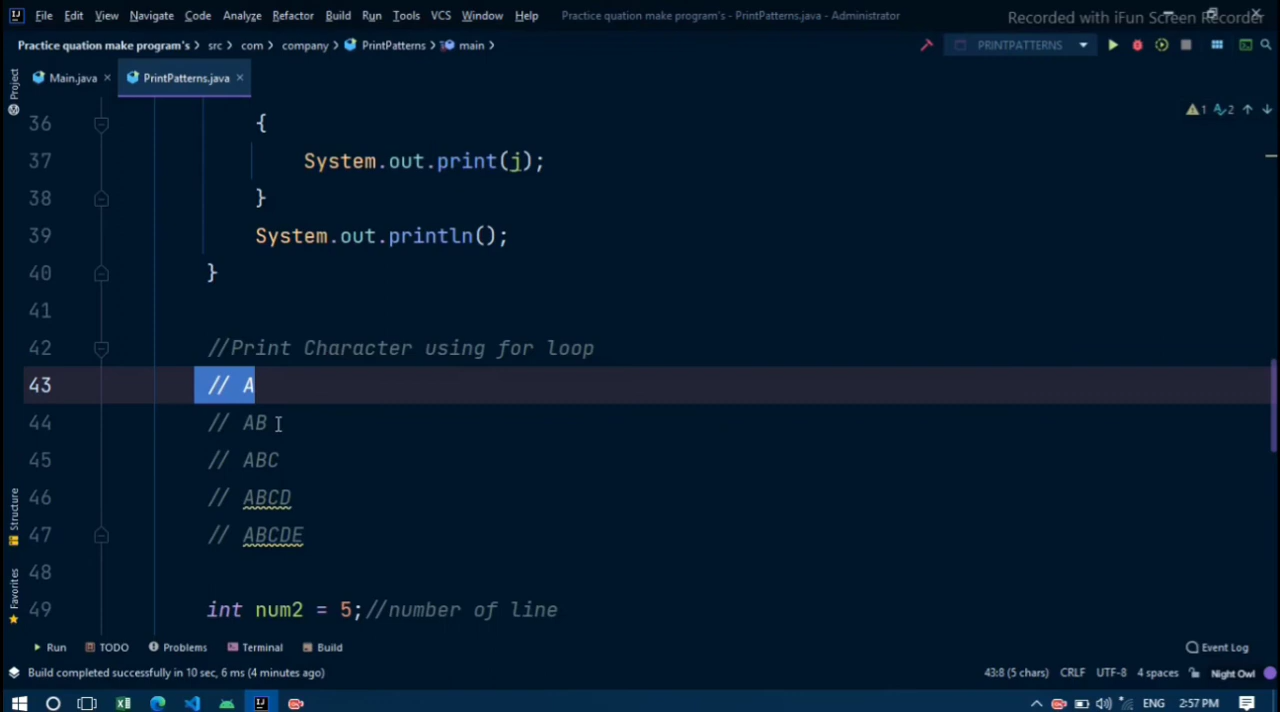 File Edit View Navigate Code Analyze Refactor Build Run Tools VCS Window Help Practice quation make program's - PrintPatterns.java - Administrator
Recorded with iFun Screen Recorder
Practice quation make program's > src > com > company > PrintPatterns > main >
PRINTPATTERNS
Project
Main.java ×
PrintPatterns.java ×
1 2
36 {
37 System.out.print(j);
38 }
39 System.out.println();
40 }
41
42 //Print Character using for loop
43 // A
44 // AB
45 // ABC
46 // ABCD
47 // ABCDE
48
49 int num2 = 5;//number of line
Structure
Favorites
Run TODO Problems Terminal Build Event Log
Build completed successfully in 10 sec, 6 ms (4 minutes ago) 43:8 (5 chars) CRLF UTF-8 4 spaces Night Owl
ENG 2:57 PM